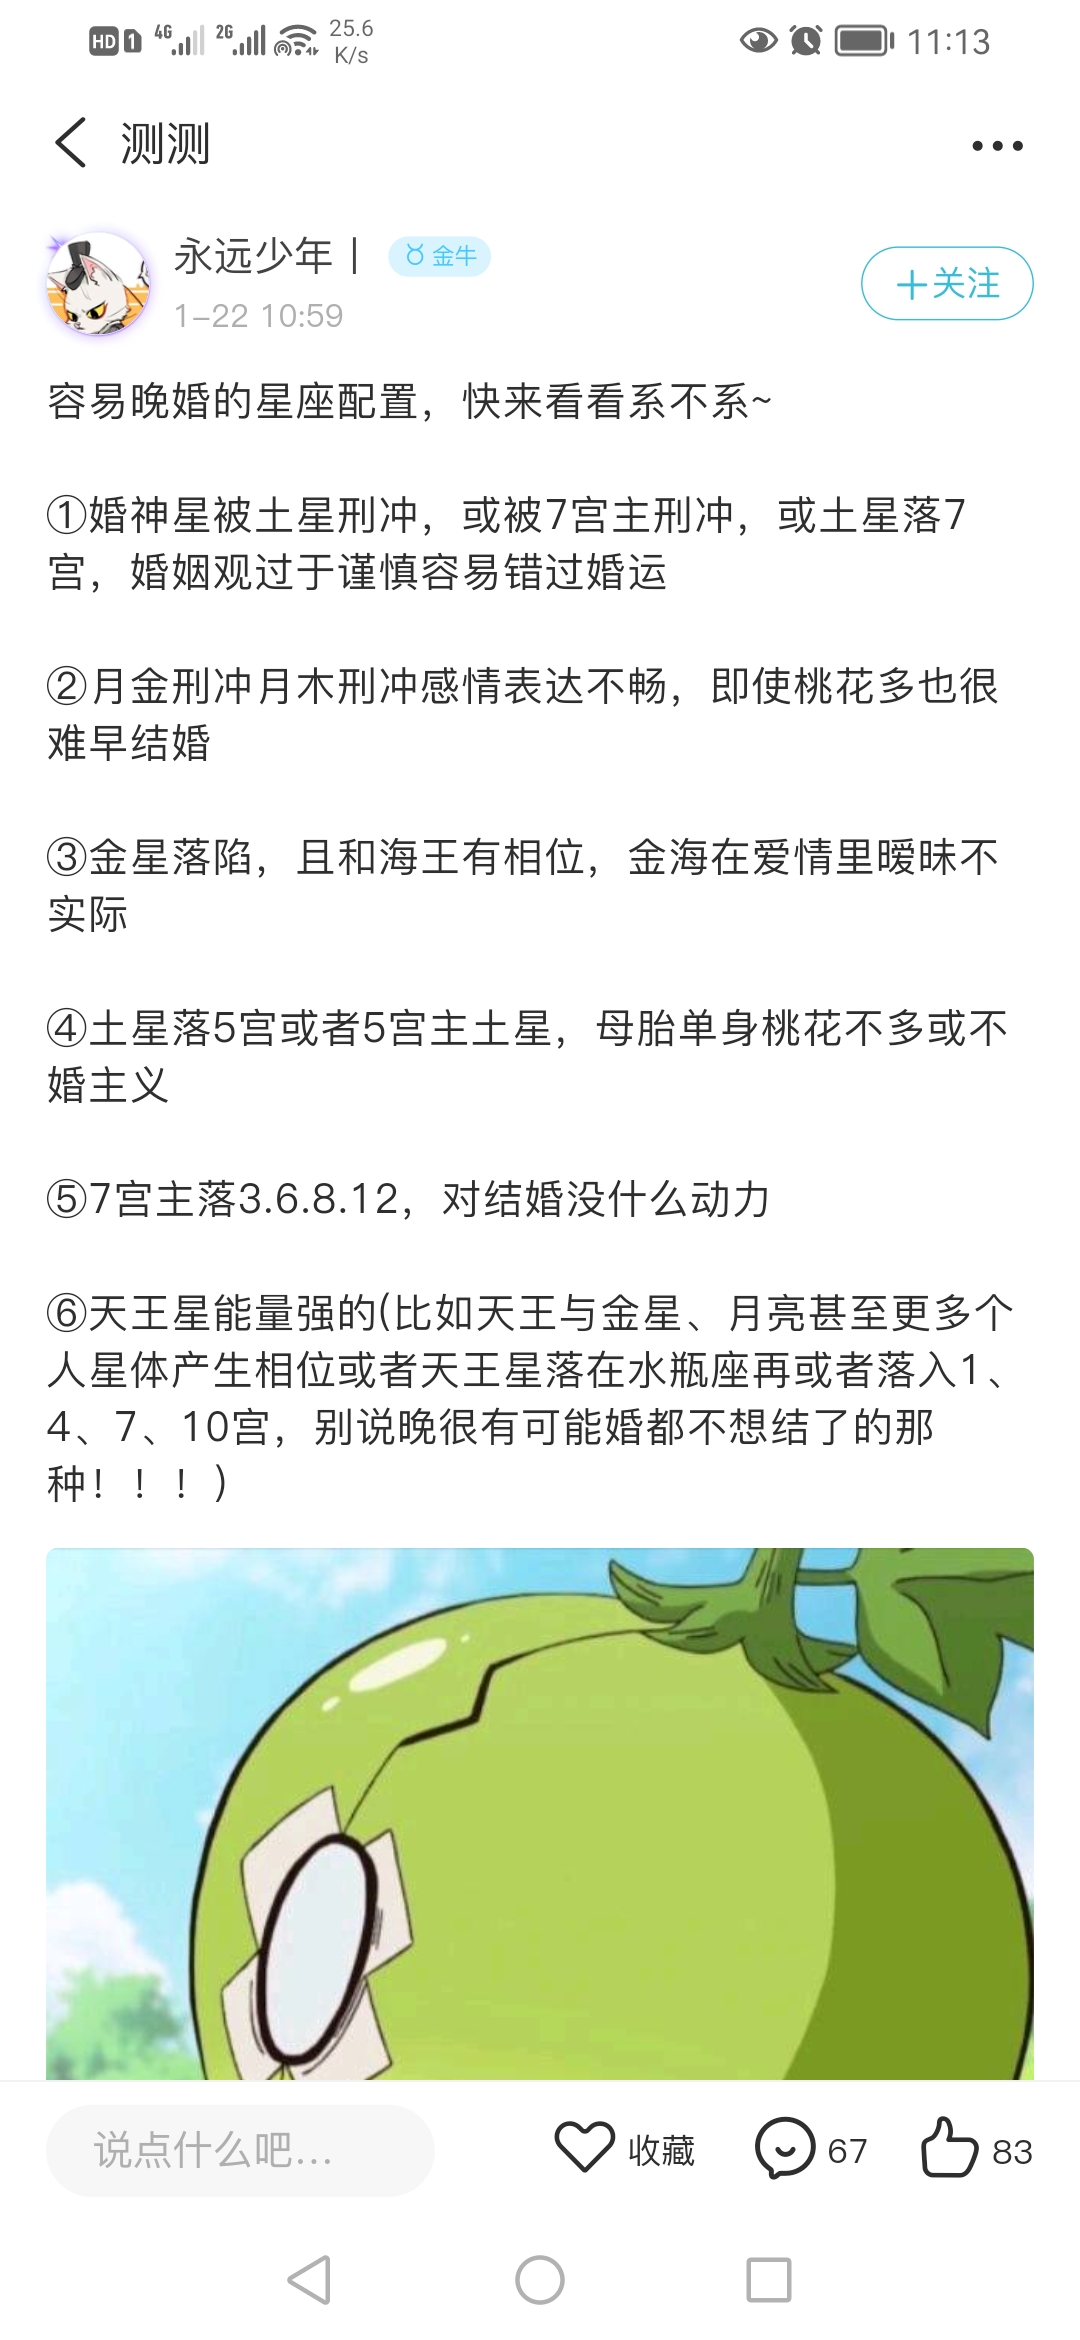 HD 1 4G 2G 25.6 K/s 11:13
测测
永远少年丨 ♉金牛
1-22 10:59
＋关注
容易晚婚的星座配置，快来看看系不系~
①婚神星被土星刑冲，或被7宫主刑冲，或土星落7
宫，婚姻观过于谨慎容易错过婚运
②月金刑冲月木刑冲感情表达不畅，即使桃花多也很
难早结婚
③金星落陷，且和海王有相位，金海在爱情里暧昧不
实际
④土星落5宫或者5宫主土星，母胎单身桃花不多或不
婚主义
⑤7宫主落3.6.8.12，对结婚没什么动力
⑥天王星能量强的(比如天王与金星、月亮甚至更多个
人星体产生相位或者天王星落在水瓶座再或者落入1、
4、7、10宫，别说晚很有可能婚都不想结了的那
种！！！)
说点什么吧... 收藏 67 83